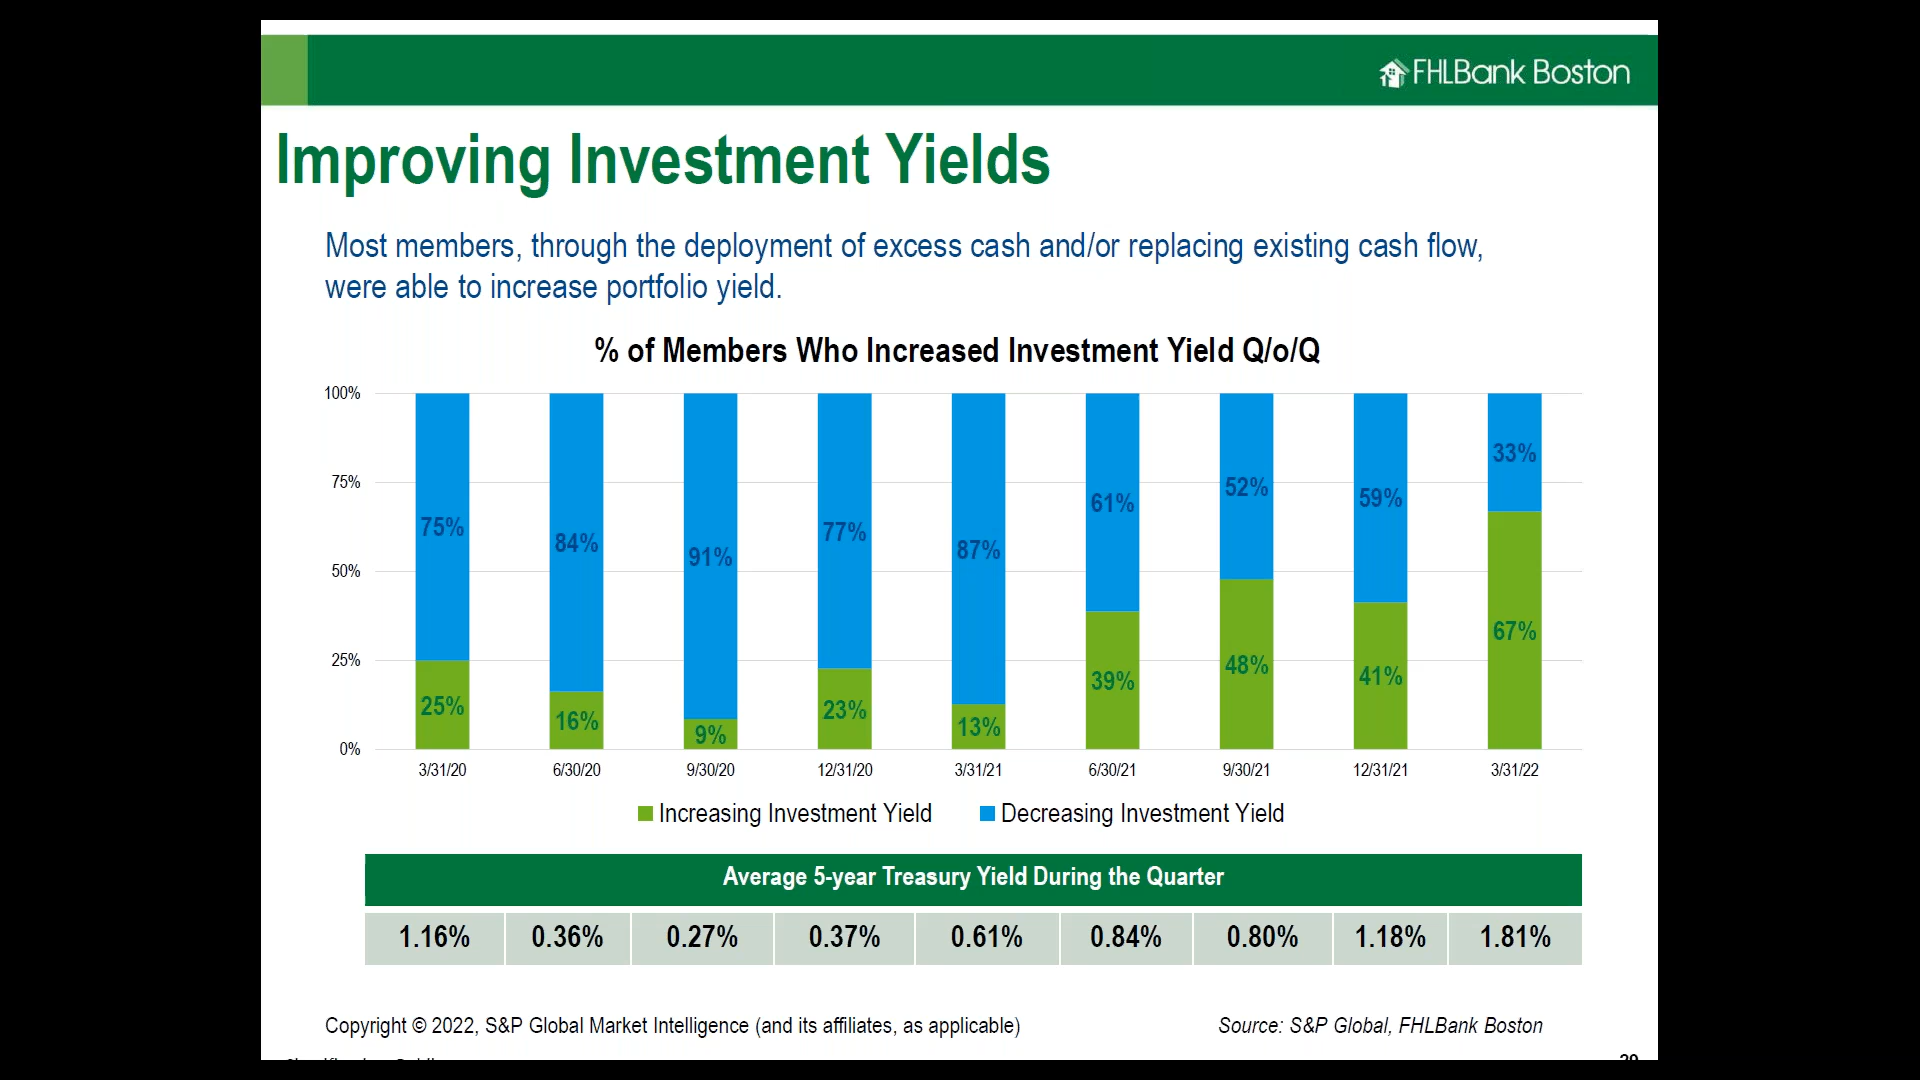 FHLBank Boston
Improving Investment Yields
Most members, through the deployment of excess cash and/or replacing existing cash flow,
were able to increase portfolio yield.
% of Members Who Increased Investment Yield Q/o/Q
100%
75%
50%
25%
0%
75% 84% 91% 77% 87% 61% 52% 59% 33%
25% 16% 9% 23% 13% 39% 48% 41% 67%
3/31/20 6/30/20 9/30/20 12/31/20 3/31/21 6/30/21 9/30/21 12/31/21 3/31/22
Increasing Investment Yield Decreasing Investment Yield
Average 5-year Treasury Yield During the Quarter
1.16% 0.36% 0.27% 0.37% 0.61% 0.84% 0.80% 1.18% 1.81%
Copyright © 2022, S&P Global Market Intelligence (and its affiliates, as applicable) Source: S&P Global, FHLBank Boston